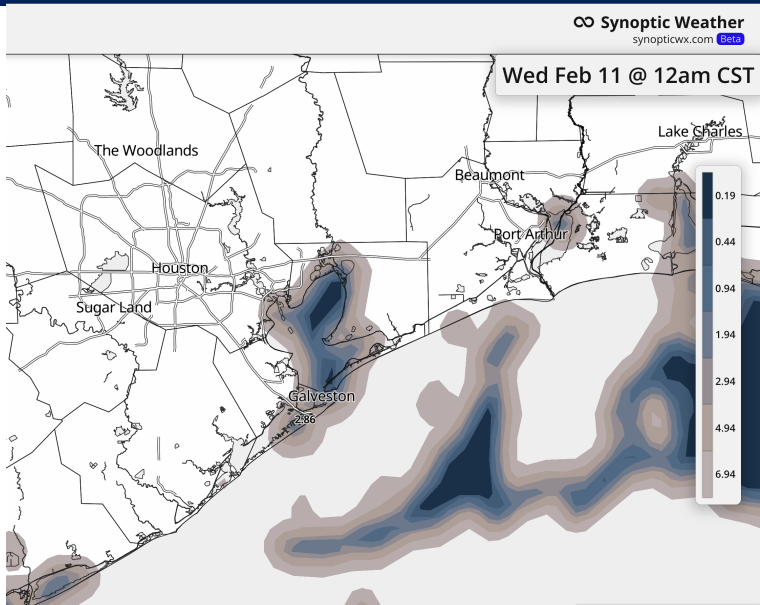 Synoptic Weather
synopticwx.com Beta
Wed Feb 11 @ 12am CST
Lake Charles
The Woodlands
Beaumont
0.19
Port Arthur
0.44
Houston
0.94
Sugar Land
1.94
2.94
Galveston
2.86
4.94
6.94